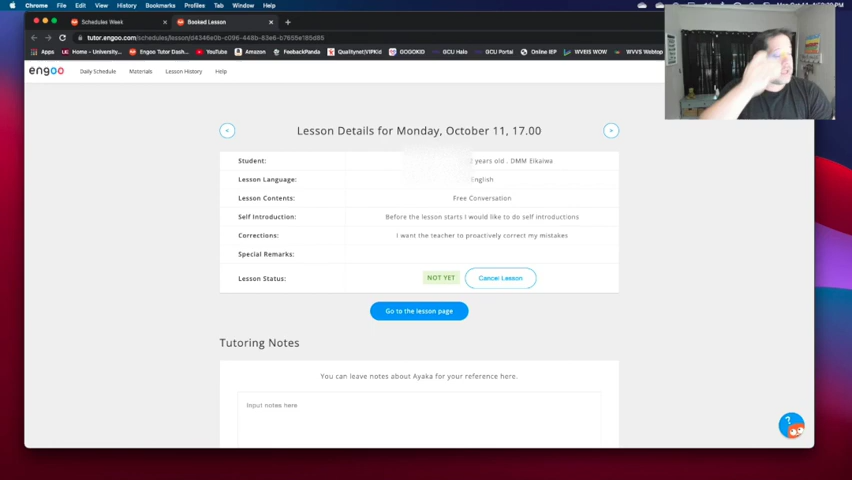 Chrome File Edit View History Bookmarks Profiles Tab Window Help
Schedules Week
Booked Lesson
tutor.engoo.com/schedules/lesson/d4346e0b-c096-448b-83e6-b7655e185d65
Apps Home - University... Engoo Tutor Dash... YouTube Amazon FeebackPanda Qualitynet|VIPKid GOGOKID GCU Halo GCU Portal Online IEP WVEIS WOW WVVS Webtop
engoo Daily Schedule Materials Lesson History Help
Lesson Details for Monday, October 11, 17.00
Student: years old . DMM Eikaiwa
Lesson Language: English
Lesson Contents: Free Conversation
Self Introduction: Before the lesson starts I would like to do self introductions
Corrections: I want the teacher to proactively correct my mistakes
Special Remarks:
Lesson Status: NOT YET Cancel Lesson
Go to the lesson page
Tutoring Notes
You can leave notes about Ayaka for your reference here.
Input notes here